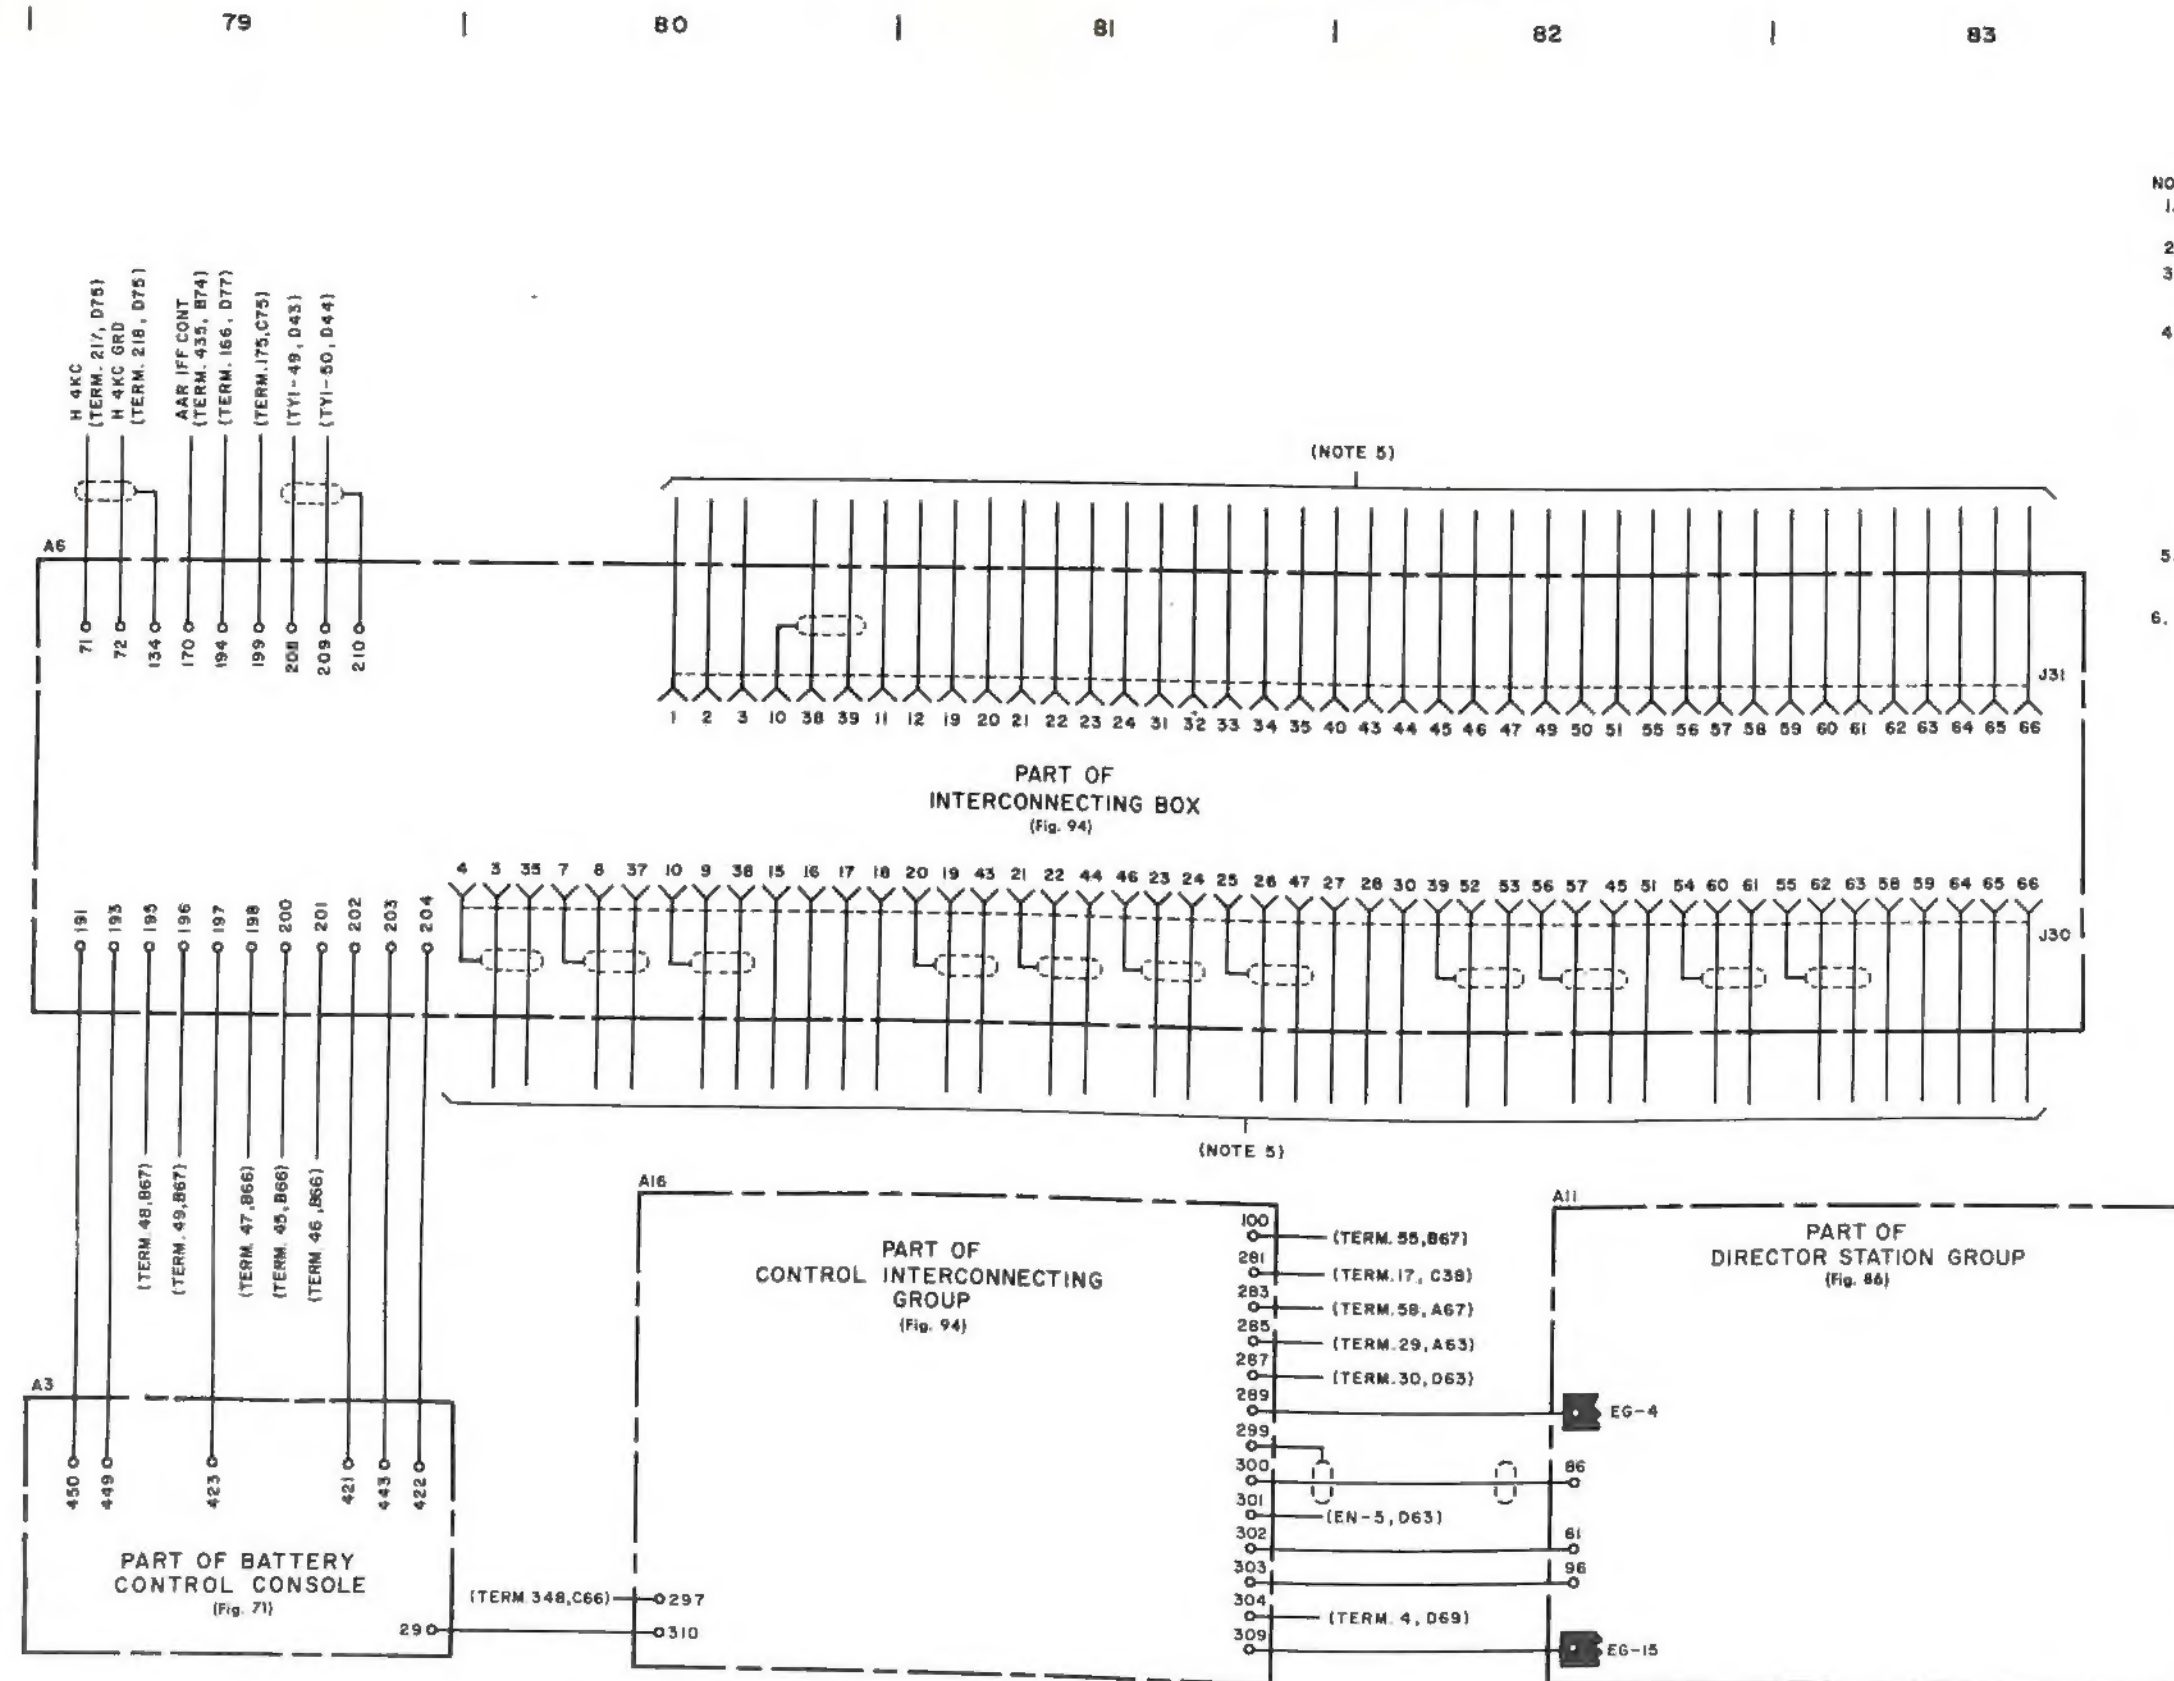 79 80 81 82 83
NO
1.
2
3
4
5.
6.
H 4KC
(TERM. 217, D75)
H 4KC GRD
(TERM. 218, D75)
AAR IFF CONT
(TERM. 435, B74)
(TERM. 166, D77)
(TERM. 175, C75)
(TY1-49, D43)
(TY1-50, D44)
(NOTE 5)
A6
71 72 134 170 194 199 208 209 210
J31
1 2 3 10 38 39 11 12 19 20 21 22 23 24 31 32 33 34 35 40 43 44 45 46 47 49 50 51 55 56 57 58 59 60 61 62 63 64 65 66
PART OF
INTERCONNECTING BOX
(Fig. 94)
4 3 35 7 8 37 10 9 38 15 16 17 18 20 19 43 21 22 44 46 23 24 25 26 47 27 28 30 39 52 53 56 57 45 51 54 60 61 55 62 63 58 59 64 65 66
191 193 195 196 197 198 200 201 202 203 204
J30
(NOTE 5)
(TERM. 48, B67)
(TERM. 49, B67)
(TERM. 47, B66)
(TERM. 45, B66)
(TERM. 46, B66)
A3
450 449 423 421 443 422
PART OF BATTERY
CONTROL CONSOLE
(Fig. 71)
29
A16
PART OF
CONTROL INTERCONNECTING
GROUP
(Fig. 94)
(TERM. 348, C66) 297
310
100 (TERM. 55, B67)
281 (TERM. 17, C38)
283 (TERM. 58, A67)
285 (TERM. 29, A63)
287 (TERM. 30, D63)
289 EG-4
299
300 86
301 (EN-5, D63)
302 61
303 96
304 (TERM. 4, D69)
309 EG-15
A11
PART OF
DIRECTOR STATION GROUP
(Fig. 86)